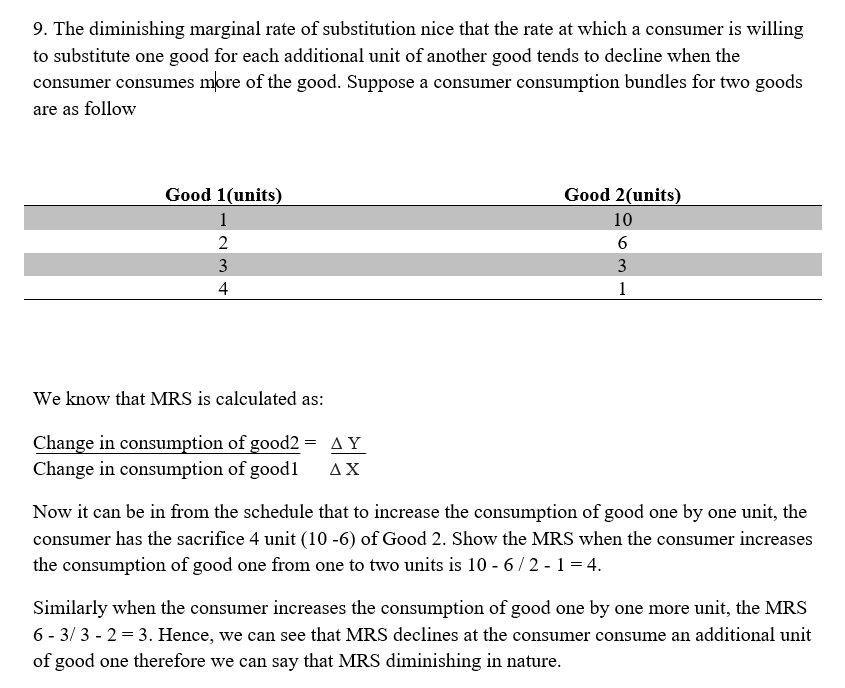 9. The diminishing marginal rate of substitution nice that the rate at which a consumer is willing
to substitute one good for each additional unit of another good tends to decline when the
consumer consumes more of the good. Suppose a consumer consumption bundles for two goods
are as follow
Good 1(units) Good 2(units)
1 10
2 6
3 3
4 1
We know that MRS is calculated as:
Change in consumption of good2 = Δ Y
Change in consumption of good1 Δ X
Now it can be in from the schedule that to increase the consumption of good one by one unit, the
consumer has the sacrifice 4 unit (10 -6) of Good 2. Show the MRS when the consumer increases
the consumption of good one from one to two units is 10 - 6 / 2 - 1 = 4.
Similarly when the consumer increases the consumption of good one by one more unit, the MRS
6 - 3/ 3 - 2 = 3. Hence, we can see that MRS declines at the consumer consume an additional unit
of good one therefore we can say that MRS diminishing in nature.